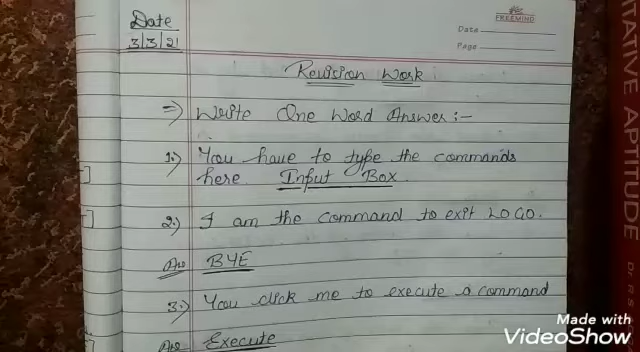 Date
3/3/21
FREEMIND
Date
Page
Revision Work :
⇒ Write One Word Answer :-
1.) You have to type the commands
here. Input Box.
2.) I am the command to exit LOGO.
Ans BYE
3.) You click me to execute a command
Ans Execute
TATIVE APTITUDE
Made with
VideoShow